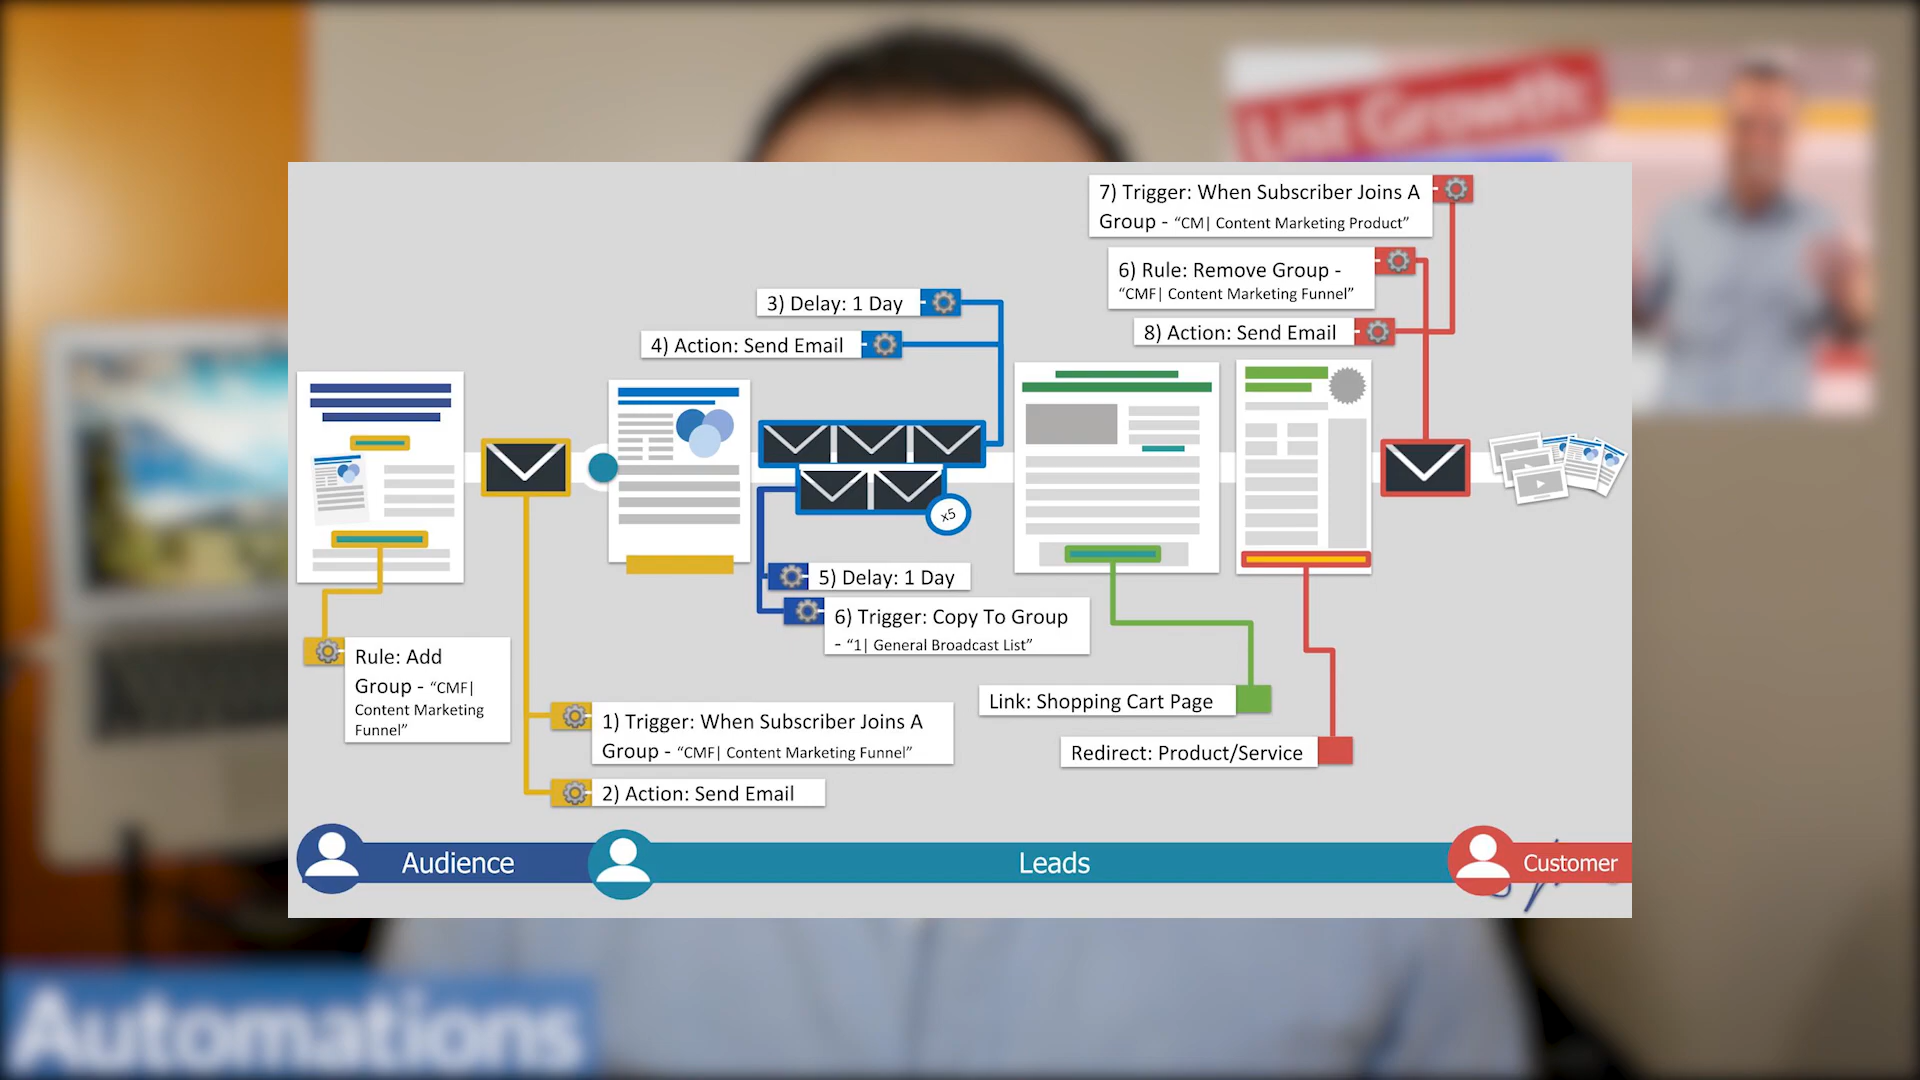 List Growth
7) Trigger: When Subscriber Joins A
Group - “CM| Content Marketing Product”
6) Rule: Remove Group -
“CMF| Content Marketing Funnel”
8) Action: Send Email
3) Delay: 1 Day
4) Action: Send Email
x5
5) Delay: 1 Day
6) Trigger: Copy To Group
- “1| General Broadcast List”
Rule: Add
Group - “CMF|
Content Marketing
Funnel”
1) Trigger: When Subscriber Joins A
Group - “CMF| Content Marketing Funnel”
2) Action: Send Email
Link: Shopping Cart Page
Redirect: Product/Service
Audience
Leads
Customer
Automations